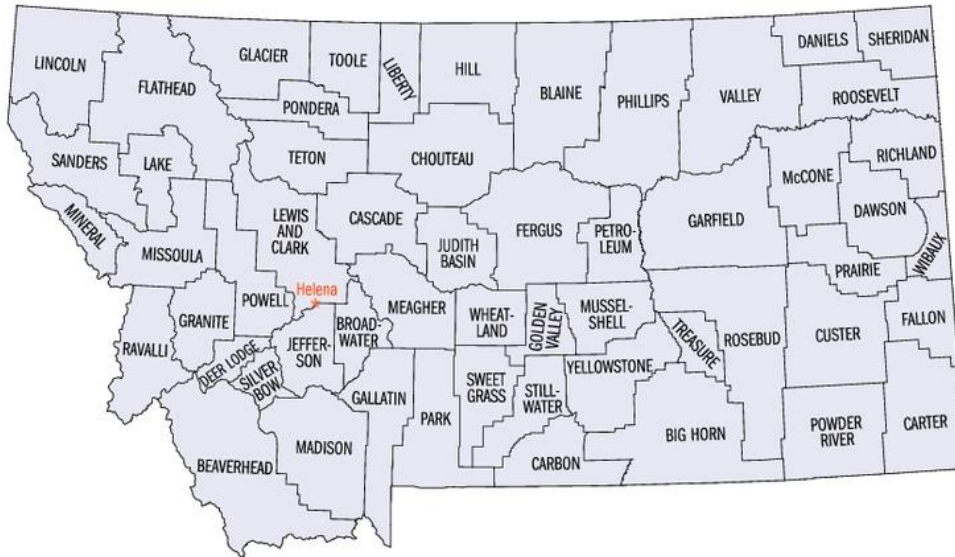 LINCOLN
FLATHEAD
GLACIER
TOOLE
LIBERTY
HILL
BLAINE
PHILLIPS
VALLEY
DANIELS
SHERIDAN
ROOSEVELT
PONDERA
SANDERS
LAKE
TETON
CHOUTEAU
McCONE
RICHLAND
MINERAL
MISSOULA
LEWIS
AND
CLARK
CASCADE
JUDITH
BASIN
FERGUS
PETRO-
LEUM
GARFIELD
DAWSON
WIBAUX
PRAIRIE
Helena
POWELL
GRANITE
RAVALLI
DEER LODGE
SILVER
BOW
JEFFER-
SON
BROAD-
WATER
MEAGHER
WHEAT-
LAND
GOLDEN
VALLEY
MUSSEL-
SHELL
TREASURE
ROSEBUD
CUSTER
FALLON
GALLATIN
PARK
SWEET
GRASS
STILL-
WATER
YELLOWSTONE
BEAVERHEAD
MADISON
CARBON
BIG HORN
POWDER
RIVER
CARTER